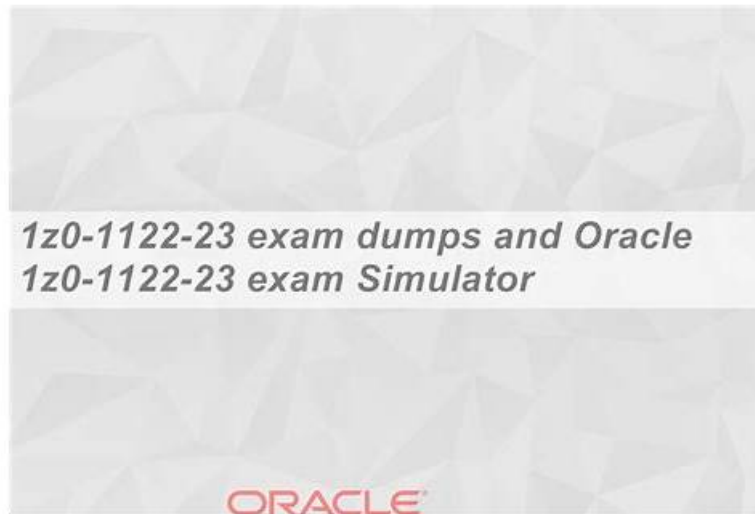 1z0-1122-23 exam dumps and Oracle
1z0-1122-23 exam Simulator
ORACLE